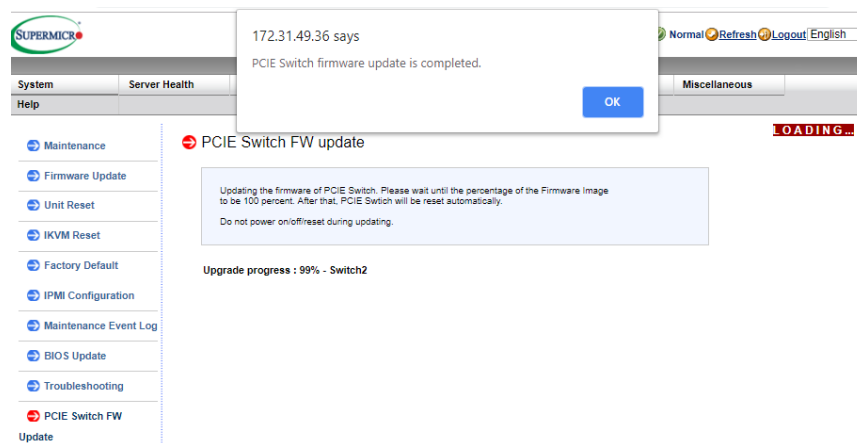 SUPERMICR
172.31.49.36 says
PCIE Switch firmware update is completed.
OK
Normal Refresh Logout English
System Server Health Miscellaneous
Help
LOADING...
Maintenance
Firmware Update
Unit Reset
IKVM Reset
Factory Default
IPMI Configuration
Maintenance Event Log
BIOS Update
Troubleshooting
PCIE Switch FW
Update
PCIE Switch FW update
Updating the firmware of PCIE Switch. Please wait until the percentage of the Firmware Image
to be 100 percent. After that, PCIE Swtich will be reset automatically.
Do not power on/off/reset during updating.
Upgrade progress : 99% - Switch2